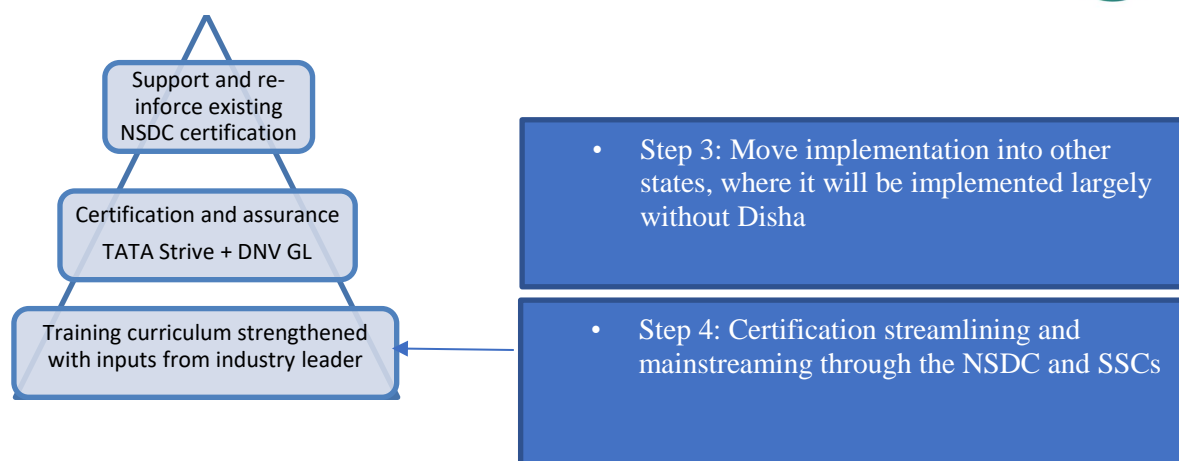 Support and re-
inforce existing
NSDC certification
Certification and assurance
TATA Strive + DNV GL
Training curriculum strengthened
with inputs from industry leader
• Step 3: Move implementation into other
states, where it will be implemented largely
without Disha
• Step 4: Certification streamlining and
mainstreaming through the NSDC and SSCs